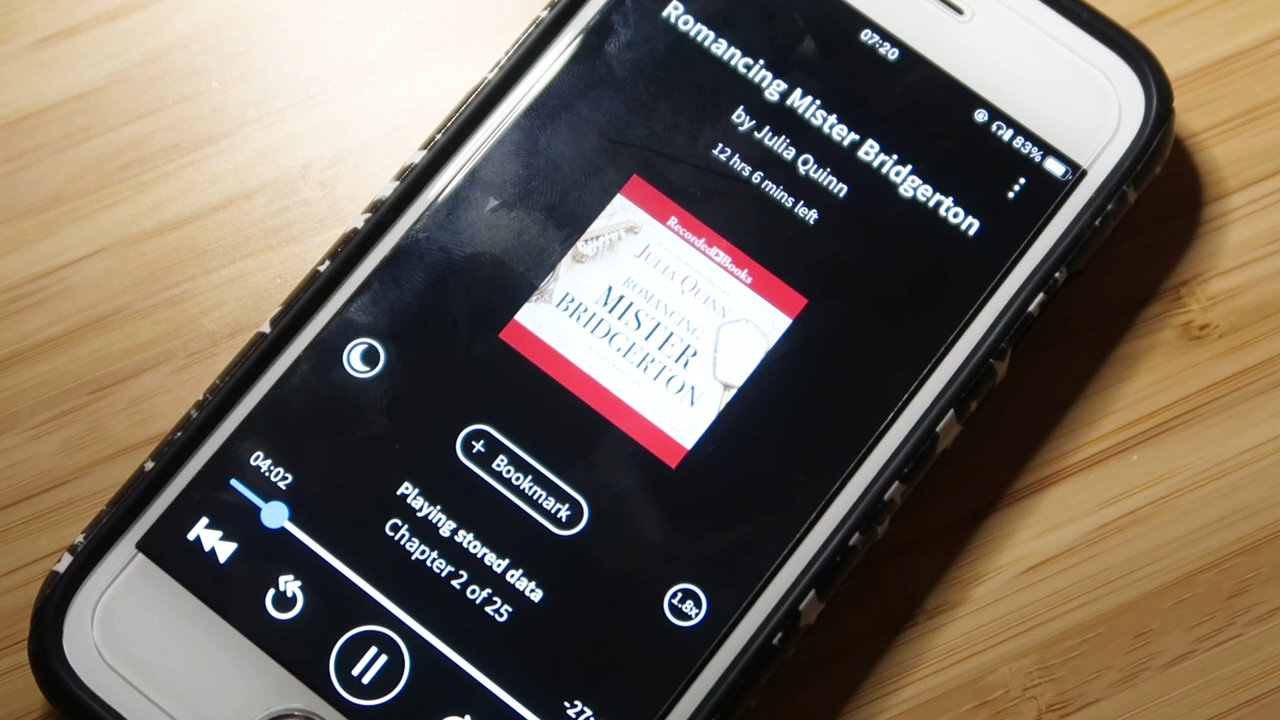 07:20
83%
Romancing Mister Bridgerton
by Julia Quinn
12 hrs 6 mins left
Recorded Books
JULIA QUINN
ROMANCING
MISTER
BRIDGERTON
+ Bookmark
04:02
Playing stored data
Chapter 2 of 25
1.8x
-27: